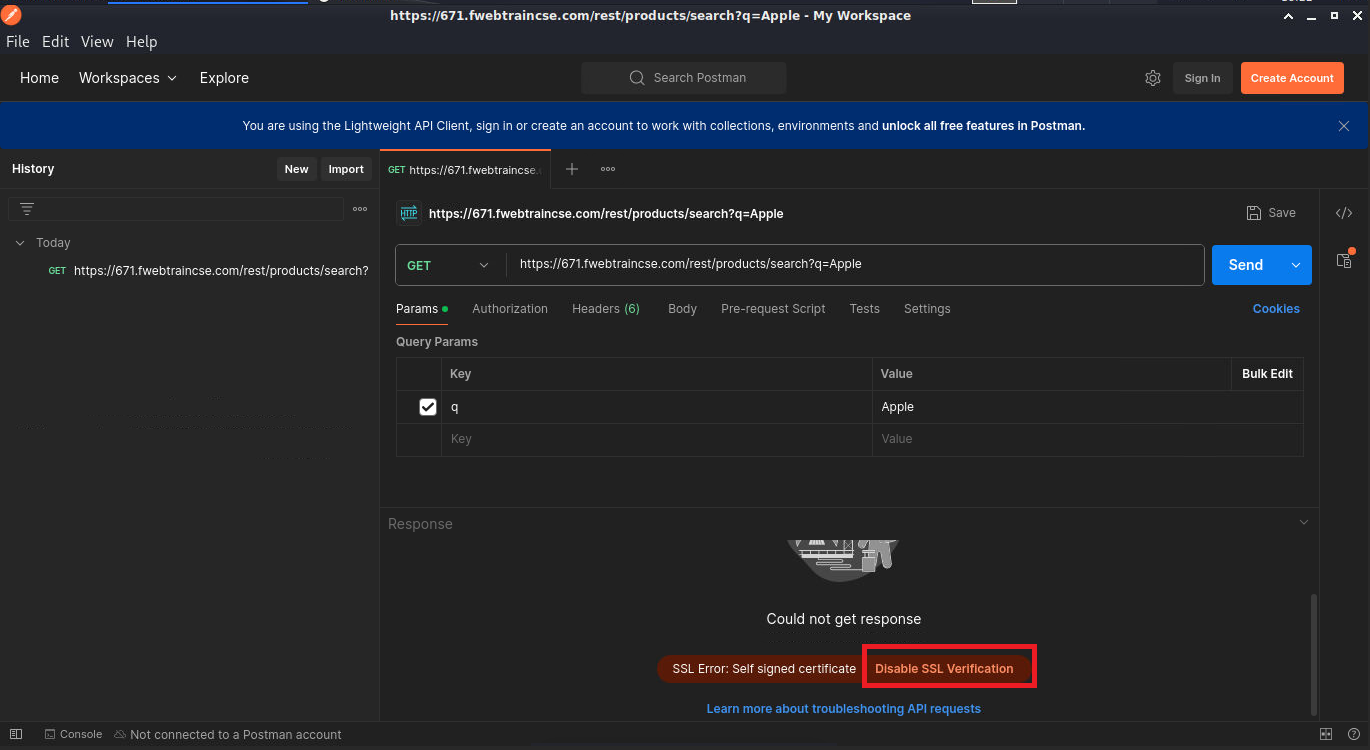 https://671.fwebtraincse.com/rest/products/search?q=Apple - My Workspace
File Edit View Help
Home Workspaces Explore Search Postman Sign In Create Account
You are using the Lightweight API Client, sign in or create an account to work with collections, environments and unlock all free features in Postman.
History New Import
GET https://671.fwebtraincse.
HTTP https://671.fwebtraincse.com/rest/products/search?q=Apple Save
Today
GET https://671.fwebtraincse.com/rest/products/search?
GET https://671.fwebtraincse.com/rest/products/search?q=Apple Send
Params Authorization Headers (6) Body Pre-request Script Tests Settings Cookies
Query Params
Key Value Bulk Edit
q Apple
Key Value
Response
Could not get response
SSL Error: Self signed certificate Disable SSL Verification
Learn more about troubleshooting API requests
Console Not connected to a Postman account